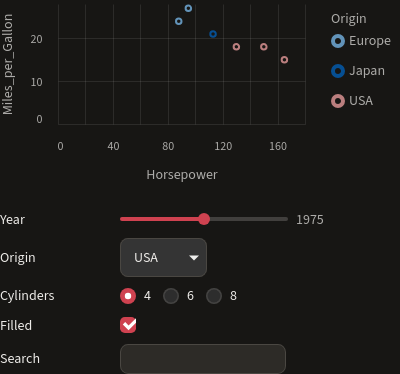 Miles_per_Gallon
20
10
0
0 40 80 120 160
Horsepower
Origin
Europe
Japan
USA
Year 1975
Origin USA
Cylinders 4 6 8
Filled
Search